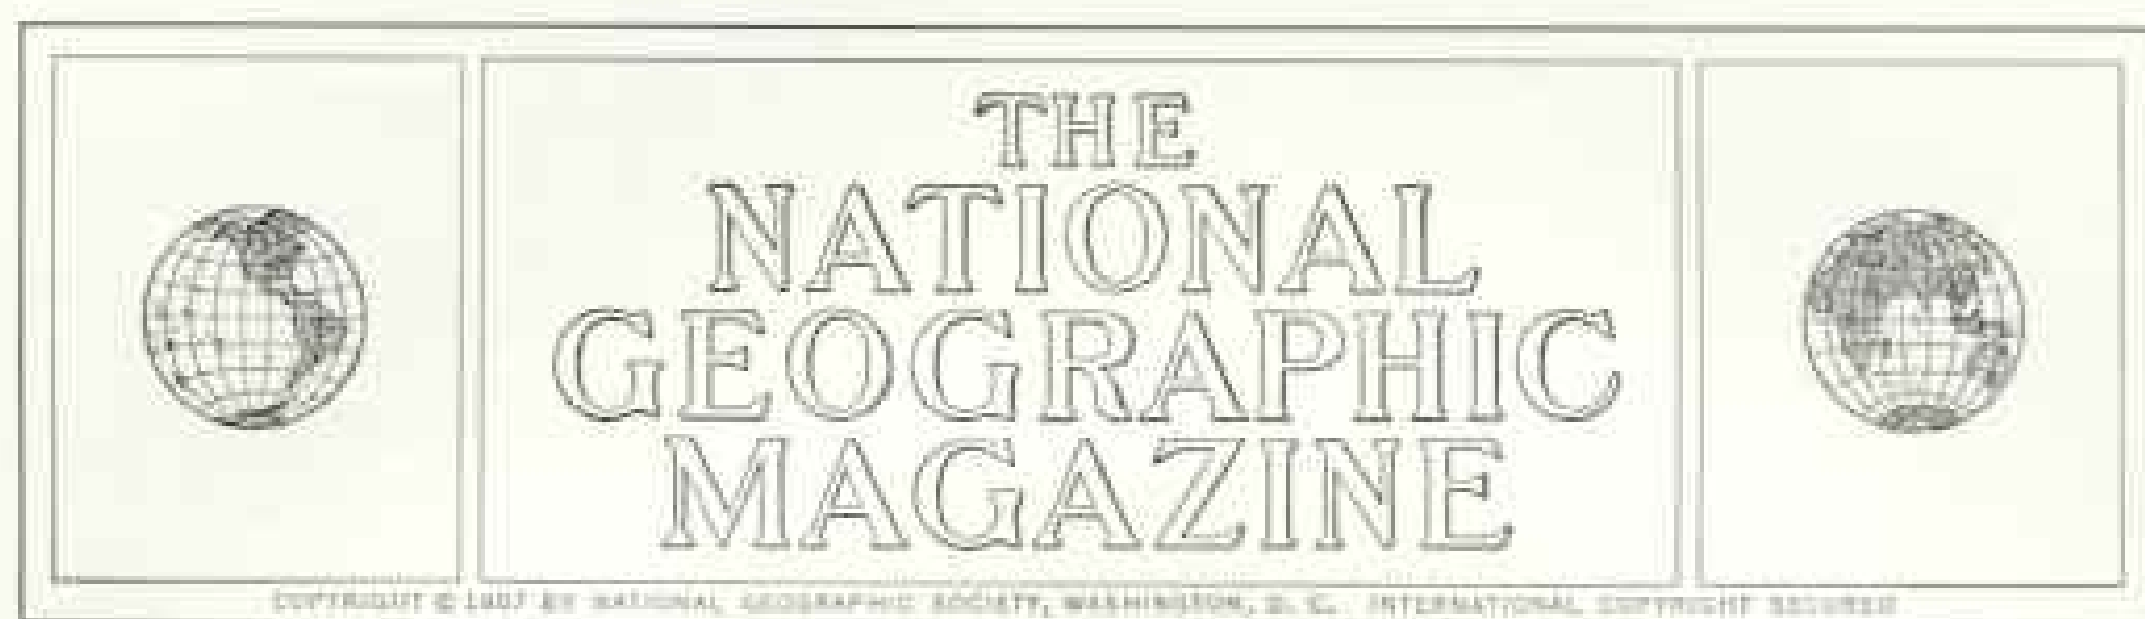 THE
NATIONAL
GEOGRAPHIC
MAGAZINE
COPYRIGHT © BY NATIONAL GEOGRAPHIC SOCIETY, WASHINGTON, D. C. INTERNATIONAL COPYRIGHT SECURED